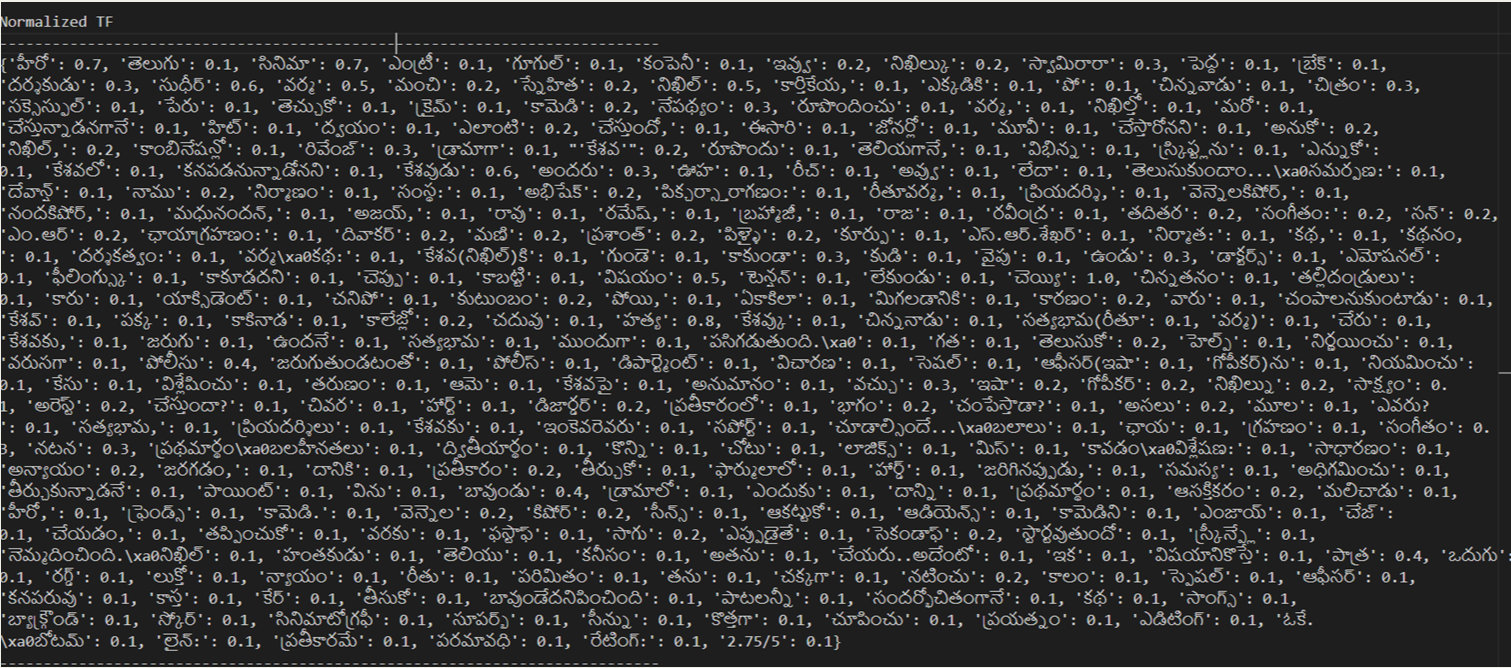 Normalized TF
--------------------------------------------------------------------------
{'హీరో': 0.7, 'తెలుగు': 0.1, 'సినిమా': 0.7, 'ఎంట్రీ': 0.1, 'గూగుల్': 0.1, 'కంపెనీ': 0.1, 'ఇవ్వు': 0.2, 'నిఖిల్కు': 0.2, 'స్వామిరారా': 0.3, 'పెద్ద': 0.1, 'బ్రేక్': 0.1,
'దర్శకుడు': 0.3, 'సుధీర్': 0.6, 'వర్మ': 0.5, 'మంచి': 0.2, 'స్నేహిత': 0.2, 'నిఖిల్': 0.5, 'కార్తికేయ,': 0.1, 'ఎక్కడికి': 0.1, 'పో': 0.1, 'చిన్నవాడు': 0.1, 'చిత్రం': 0.3,
'సక్సెస్ఫుల్': 0.1, 'పేరు': 0.1, 'తెచ్చుకో': 0.1, 'క్రైమ్': 0.1, 'కామెడి': 0.2, 'నేపథ్యం': 0.3, 'రూపొందించు': 0.1, 'వర్మ,': 0.1, 'నిఖిల్తో': 0.1, 'మరో': 0.1,
'చేస్తున్నాడనగానే': 0.1, 'హిట్': 0.1, 'ద్వయం': 0.1, 'ఎలాంటి': 0.2, 'చేస్తుందో,': 0.1, 'ఈసారి': 0.1, 'జోనర్లో': 0.1, 'మూవీ': 0.1, 'చేస్తారోనని': 0.1, 'అనుకో': 0.2,
'నిఖిల్,': 0.2, 'కాంబినేషన్లో': 0.1, 'రివేంజ్': 0.3, 'డ్రామాగా': 0.1, "'కేశవ'": 0.2, 'రూపొందు': 0.1, 'తెలియగానే,': 0.1, 'విభిన్న': 0.1, 'స్క్రిప్ట్లను': 0.1, 'ఎన్నుకో':
0.1, 'కేశవలో': 0.1, 'కనపడనున్నాడోనని': 0.1, 'కేశవుడు': 0.6, 'అందరు': 0.3, 'ఊహ': 0.1, 'రీచ్': 0.1, 'అవ్వు': 0.1, 'లేదా': 0.1, 'తెలుసుకుందాం...\xa0సమర్పణ:': 0.1,
'దేవాన్ష్': 0.1, 'నాము': 0.2, 'నిర్మాణం': 0.1, 'సంస్థ:': 0.1, 'అభిషేక్': 0.2, 'పిక్చర్స్తారాగణం:': 0.1, 'రీతూవర్మ,': 0.1, 'ప్రియదర్శి,': 0.1, 'వెన్నెలకిషోర్,': 0.1,
'నందకిషోర్,': 0.1, 'మధునందన్,': 0.1, 'అజయ్,': 0.1, 'రావు': 0.1, 'రమేష్,': 0.1, 'బ్రహ్మాజీ,': 0.1, 'రాజ': 0.1, 'రవీంద్ర': 0.1, 'తదితర': 0.2, 'సంగీతం:': 0.2, 'సన్': 0.2,
'ఎం.ఆర్': 0.2, 'ఛాయాగ్రహణం:': 0.1, 'దివాకర్': 0.2, 'మణి': 0.2, 'ప్రశాంత్': 0.2, 'పిళ్ళై': 0.2, 'కూర్పు': 0.1, 'ఎస్.ఆర్.శేఖర్': 0.1, 'నిర్మాత:': 0.1, 'కథ,': 0.1, 'కథనం,
': 0.1, 'దర్శకత్వం:': 0.1, 'వర్మ\xa0కథ:': 0.1, 'కేశవ(నిఖిల్)కి': 0.1, 'గుండె': 0.1, 'కాకుండా': 0.3, 'కుడి': 0.1, 'వైపు': 0.1, 'ఉండు': 0.3, 'డాక్టర్స్': 0.1, 'ఎమోషనల్':
0.1, 'ఫీలింగ్స్కు': 0.1, 'కాకూడదని': 0.1, 'చెప్పు': 0.1, 'కాబట్టి': 0.1, 'విషయం': 0.5, 'టెన్షన్': 0.1, 'లేకుండు': 0.1, 'చెయ్యి': 1.0, 'చిన్నతనం': 0.1, 'తల్లిదండ్రులు'
: 0.1, 'కారు': 0.1, 'యాక్సిడెంట్': 0.1, 'చనిపో': 0.1, 'కుటుంబం': 0.2, 'పోయి,': 0.1, 'ఏకాకిలా': 0.1, 'మిగలడానికి': 0.1, 'కారణం': 0.2, 'వారు': 0.1, 'చంపాలనుకుంటాడు': 0.1,
'కేశవ్': 0.1, 'పక్క': 0.1, 'కాకినాడ': 0.1, 'కాలేజ్లో': 0.2, 'చదువు': 0.1, 'హత్య': 0.8, 'కేశవ్కు': 0.1, 'చిన్ననాడు': 0.1, 'సత్యభామ(రీతూ': 0.1, 'వర్మ)': 0.1, 'చేరు': 0.1,
'కేశవకు,': 0.1, 'జరుగు': 0.1, 'ఉందనే': 0.1, 'సత్యభామ': 0.1, 'ముందుగా': 0.1, 'పసిగడుతుంది.\xa0': 0.1, 'గత': 0.1, 'తెలుసుకో': 0.2, 'హెల్ప్': 0.1, 'నిర్ణయించు': 0.1,
'వరుసగా': 0.1, 'పోలీసు': 0.4, 'జరుగుతుండటంతో': 0.1, 'పోలీస్': 0.1, 'డిపార్ట్మెంట్': 0.1, 'విచారణ': 0.1, 'సెషల్': 0.1, 'ఆఫీసర్(ఇషా': 0.1, 'గోపీకర్)ను': 0.1, 'నియమించు':
0.1, 'కేసు': 0.1, 'విశ్లేషించు': 0.1, 'తరుణం': 0.1, 'ఆమె': 0.1, 'కేశవపై': 0.1, 'అనుమానం': 0.1, 'వచ్చు': 0.3, 'ఇషా': 0.2, 'గోపీకర్': 0.2, 'నిఖిల్ను': 0.2, 'సాక్ష్యం': 0.
1, 'అరెస్ట్': 0.2, 'చేస్తుందా?': 0.1, 'చివర': 0.1, 'హార్ట్': 0.1, 'డిజార్డర్': 0.2, 'ప్రతీకారంలో': 0.1, 'భాగం': 0.2, 'చంపేస్తాడా?': 0.1, 'అసలు': 0.2, 'మూల': 0.1, 'ఎవరు?
': 0.1, 'సత్యభామ,': 0.1, 'ప్రియదర్శిలు': 0.1, 'కేశవకు': 0.1, 'ఇంకెవరెవరు': 0.1, 'సపోర్ట్': 0.1, 'చూడాల్సిందే...\xa0బలాలు': 0.1, 'ఛాయ': 0.1, 'గ్రహణం': 0.1, 'సంగీతం': 0.
3, 'నటన': 0.3, 'ప్రథమార్థం\xa0బలహీనతలు': 0.1, 'ద్వితీయార్థం': 0.1, 'కొన్ని': 0.1, 'చోటు': 0.1, 'లాజిక్స్': 0.1, 'మిస్': 0.1, 'కావడం\xa0విశ్లేషణ:': 0.1, 'సాధారణం': 0.1,
'అన్యాయం': 0.2, 'జరగడం,': 0.1, 'దానికి': 0.1, 'ప్రతీకారం': 0.2, 'తీర్చుకో': 0.1, 'ఫార్ములాలో': 0.1, 'హార్డ్': 0.1, 'జరిగినప్పుడు,': 0.1, 'సమస్య': 0.1, 'అధిగమించు': 0.1,
'తీర్చుకున్నాడనే': 0.1, 'పాయింట్': 0.1, 'విను': 0.1, 'బావుండు': 0.4, 'డ్రామాలో': 0.1, 'ఎందుకు': 0.1, 'దాన్ని': 0.1, 'ప్రథమార్థం': 0.1, 'ఆసక్తికరం': 0.2, 'మలిచాడు': 0.1,
'హీరో,': 0.1, 'ఫ్రెండ్స్': 0.1, 'కామెడి.': 0.1, 'వెన్నెల': 0.2, 'కిషోర్': 0.2, 'సీన్స్': 0.1, 'ఆకట్టుకో': 0.1, 'ఆడియెన్స్': 0.1, 'కామెడిని': 0.1, 'ఎంజాయ్': 0.1, 'చేజ్':
0.1, 'చేయడం,': 0.1, 'తప్పించుకో': 0.1, 'వరకు': 0.1, 'ఫస్టాఫ్': 0.1, 'సాగు': 0.2, 'ఎప్పుడైతే': 0.1, 'సెకండాఫ్': 0.2, 'స్టార్టవుతుందో': 0.1, 'స్క్రీన్ప్లే': 0.1,
'నెమ్మదించింది.\xa0నిఖిల్': 0.1, 'హంతకుడు': 0.1, 'తెలియు': 0.1, 'కనీసం': 0.1, 'అతను': 0.1, 'చేయరు..అదేంటో': 0.1, 'ఇక': 0.1, 'విషయానికొస్తే': 0.1, 'పాత్ర': 0.4, 'ఒదుగు':
0.1, 'రగ్డ్': 0.1, 'లుక్తో': 0.1, 'న్యాయం': 0.1, 'రీతు': 0.1, 'పరిమితం': 0.1, 'తను': 0.1, 'చక్కగా': 0.1, 'నటించు': 0.2, 'కాలం': 0.1, 'స్పెషల్': 0.1, 'ఆఫీసర్': 0.1,
'కనపరువు': 0.1, 'కాస్త': 0.1, 'కేర్': 0.1, 'తీసుకో': 0.1, 'బావుండేదనిపించింది': 0.1, 'పాటలన్నీ': 0.1, 'సందర్భోచితంగానే': 0.1, 'కథ': 0.1, 'సాంగ్స్': 0.1,
'బ్యాక్గ్రౌండ్': 0.1, 'స్కోర్': 0.1, 'సినిమాటోగ్రఫీ': 0.1, 'సూపర్బ్': 0.1, 'సీన్ను': 0.1, 'కొత్తగా': 0.1, 'చూపించు': 0.1, 'ప్రయత్నం': 0.1, 'ఎడిటింగ్': 0.1, 'ఓకే.
\xa0బోటమ్': 0.1, 'లైన్:': 0.1, 'ప్రతీకారమే': 0.1, 'పరమావధి': 0.1, 'రేటింగ్:': 0.1, '2.75/5': 0.1}
--------------------------------------------------------------------------